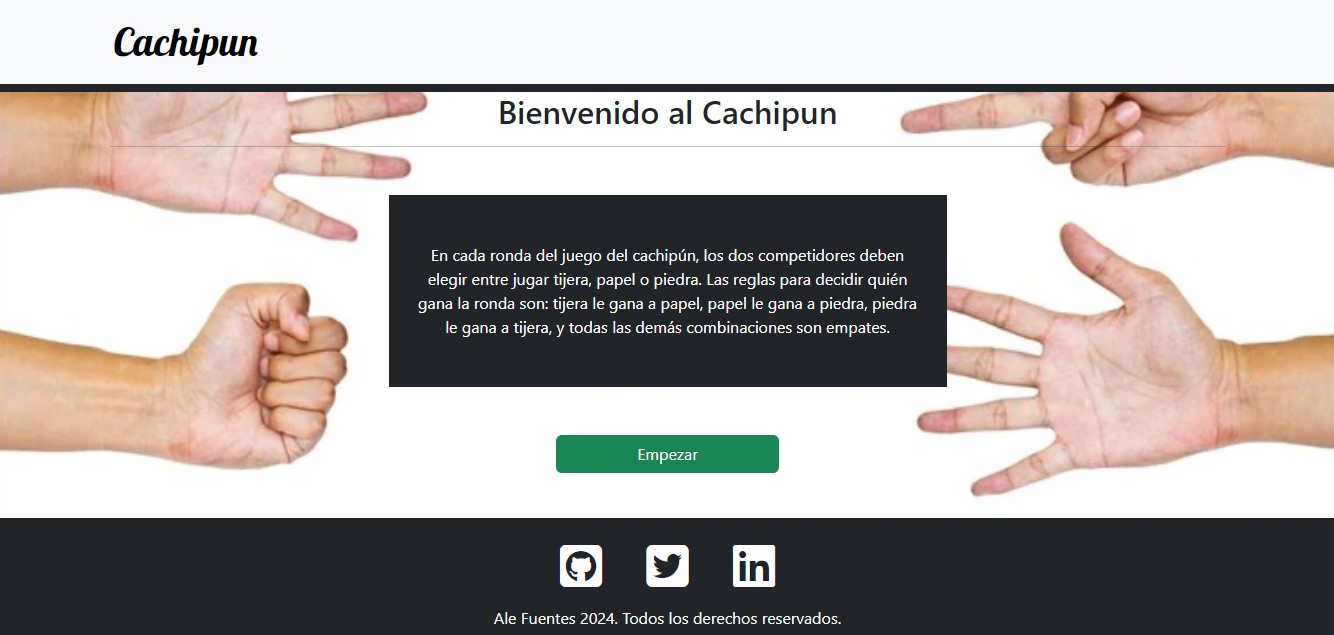 Cachipun
Bienvenido al Cachipun
En cada ronda del juego del cachipún, los dos competidores deben
elegir entre jugar tijera, papel o piedra. Las reglas para decidir quién
gana la ronda son: tijera le gana a papel, papel le gana a piedra, piedra
le gana a tijera, y todas las demás combinaciones son empates.
Empezar
in
Ale Fuentes 2024. Todos los derechos reservados.